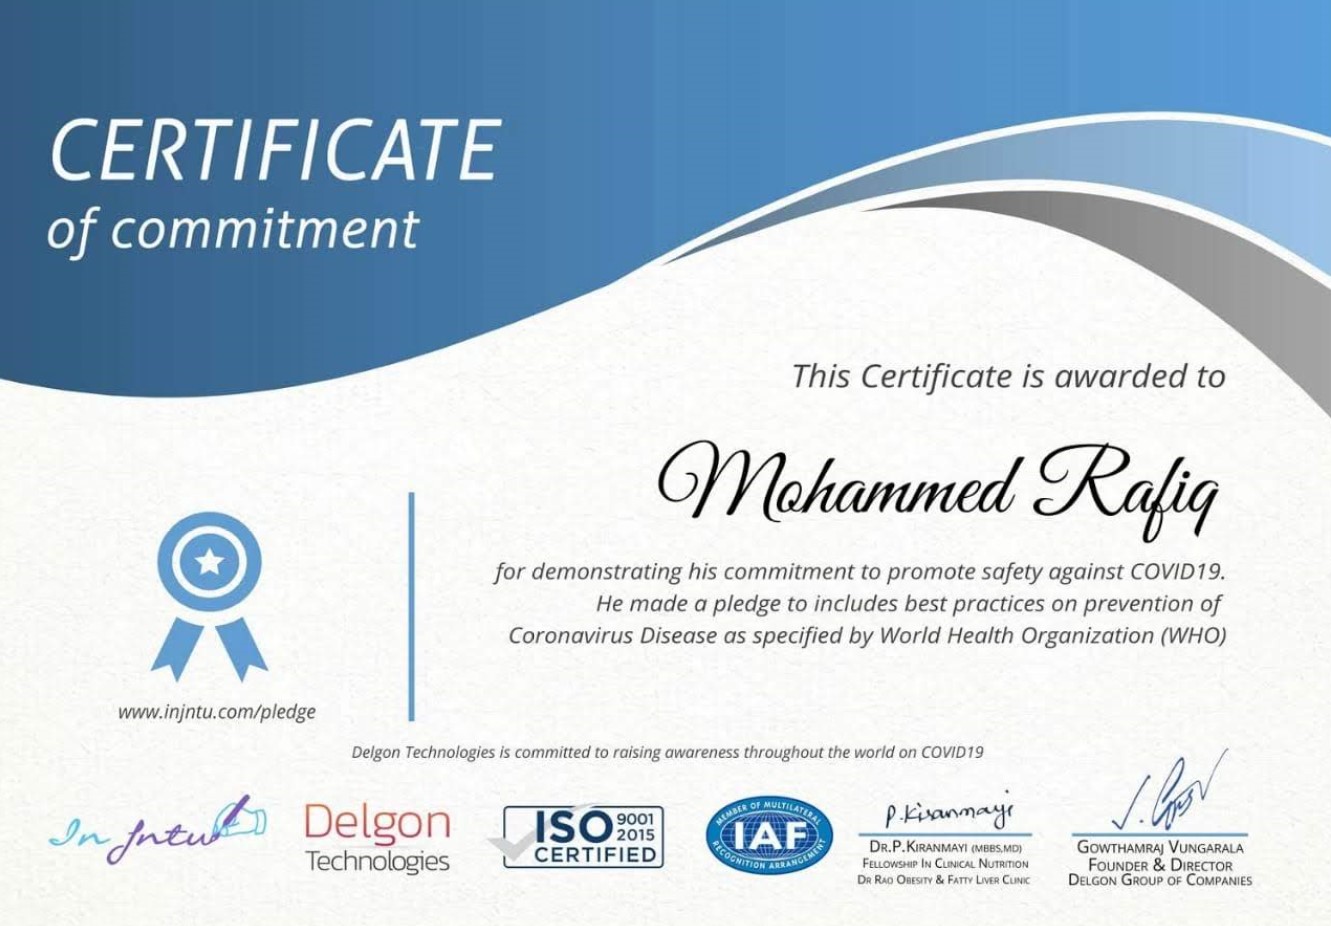 CERTIFICATE
of commitment
This Certificate is awarded to
Mohammed Rafiq
for demonstrating his commitment to promote safety against COVID19.
He made a pledge to includes best practices on prevention of
Coronavirus Disease as specified by World Health Organization (WHO)
www.injntu.com/pledge
Delgon Technologies is committed to raising awareness throughout the world on COVID19
In Jntu
Delgon
Technologies
ISO 9001
2015
CERTIFIED
MEMBER OF MULTILATERAL
IAF
RECOGNITION ARRANGEMENT
P. Kiranmayi
DR.P.KIRANMAYI (MBBS,MD)
FELLOWSHIP IN CLINICAL NUTRITION
DR RAO OBESITY & FATTY LIVER CLINIC
GOWTHAMRAJ VUNGARALA
FOUNDER & DIRECTOR
DELGON GROUP OF COMPANIES